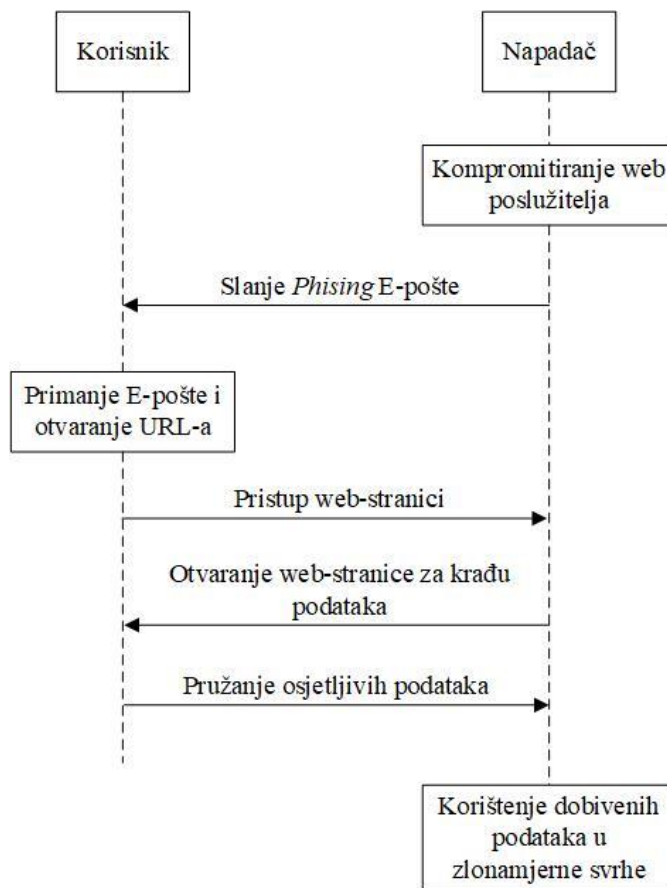 Korisnik
Napadač
Kompromitiranje web
poslužitelja
Slanje Phising E-pošte
Primanje E-pošte i
otvaranje URL-a
Pristup web-stranici
Otvaranje web-stranice za krađu
podataka
Pružanje osjetljivih podataka
Korištenje dobivenih
podataka u
zlonamjerne svrhe